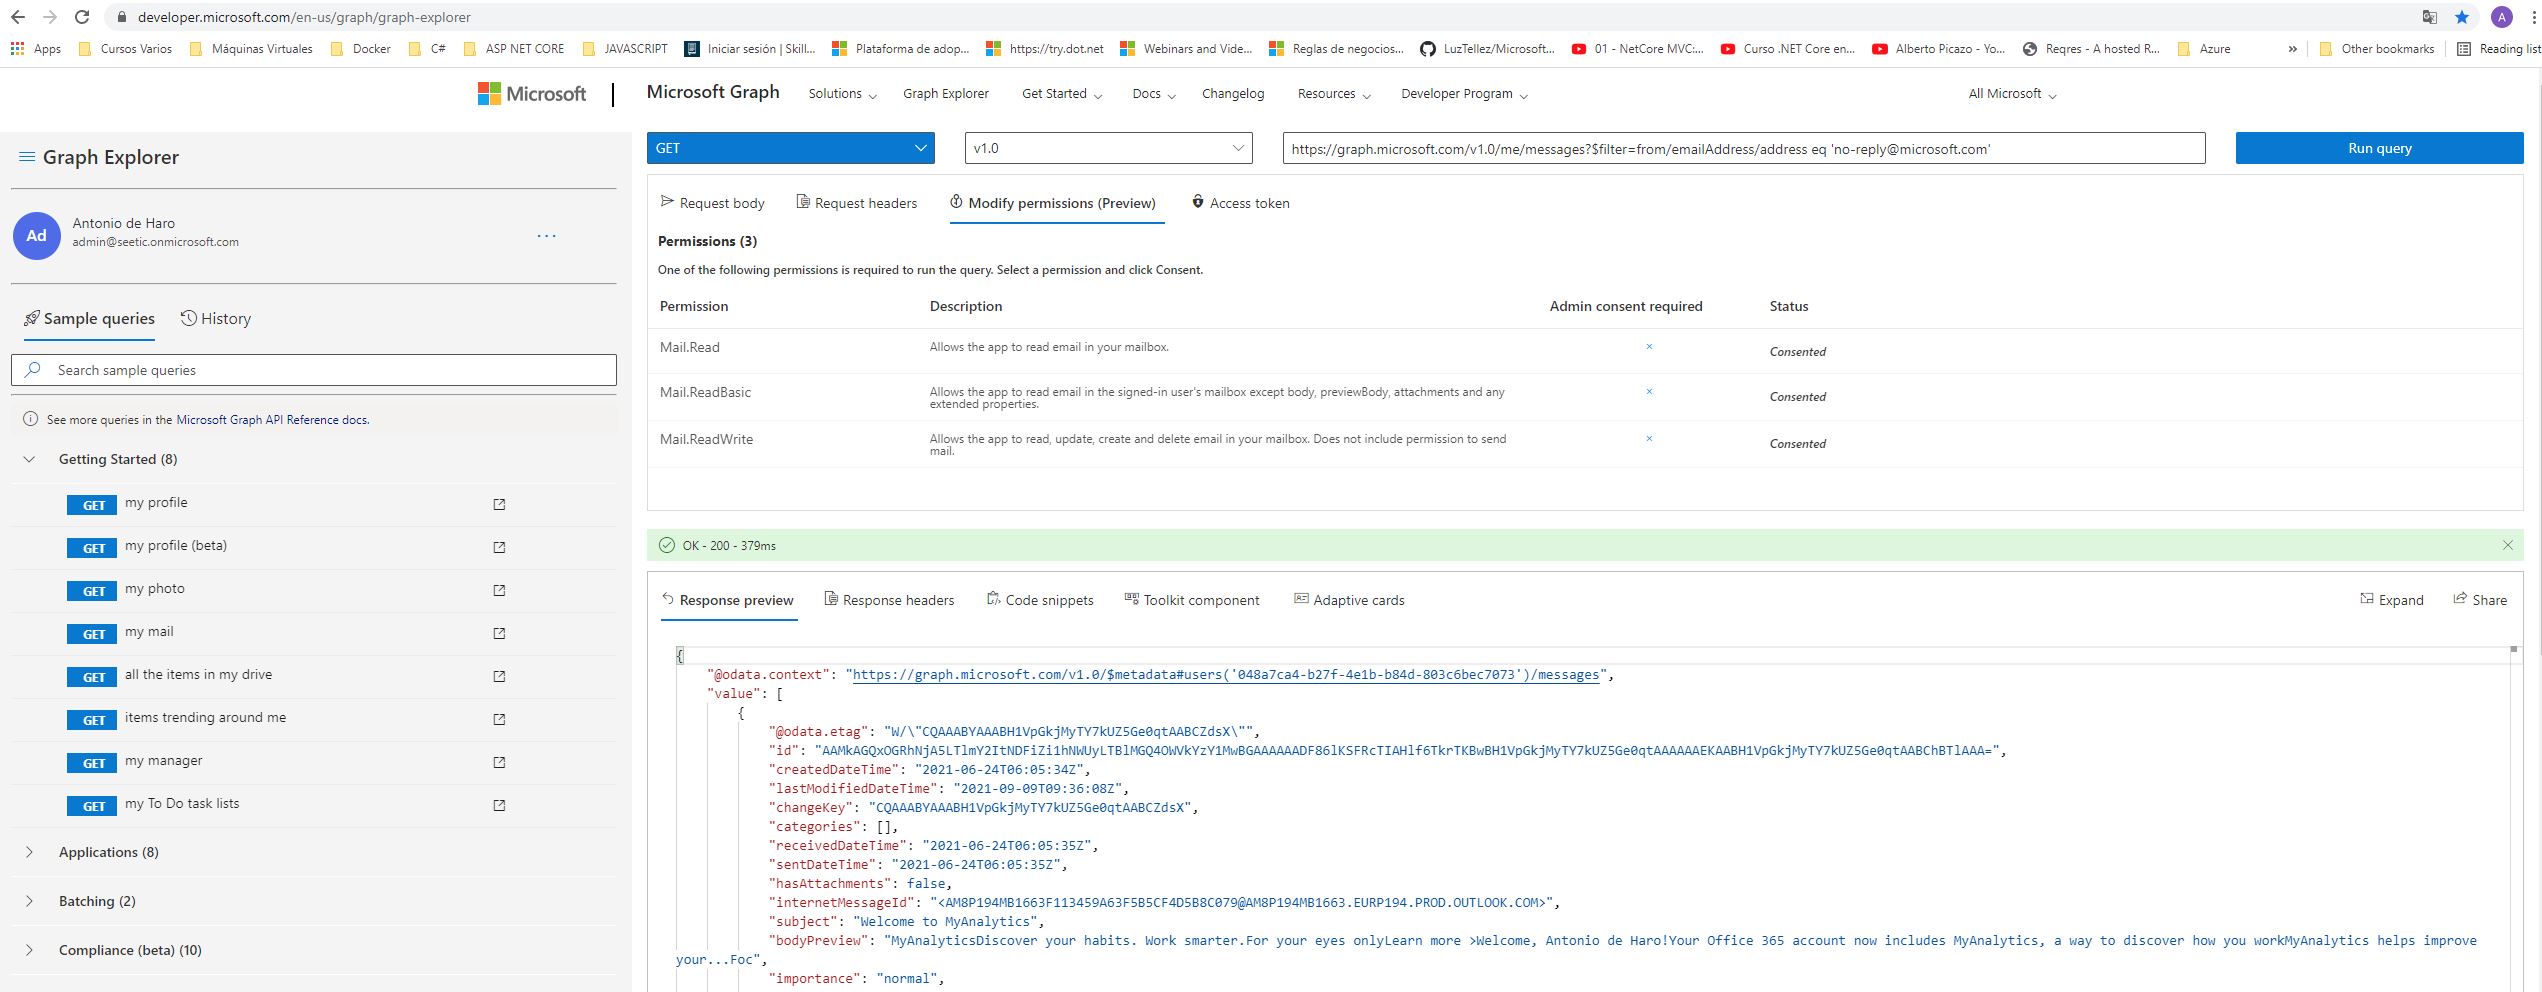 developer.microsoft.com/en-us/graph/graph-explorer
A
Apps Cursos Varios Máquinas Virtuales Docker C# ASP NET CORE JAVASCRIPT Iniciar sesión | Skill... Plataforma de adop... https://try.dot.net Webinars and Vide... Reglas de negocios... LuzTellez/Microsoft... 01 - NetCore MVC:... Curso .NET Core en... Alberto Picazo - Yo... Reqres - A hosted R... Azure » Other bookmarks Reading list
Microsoft Microsoft Graph Solutions Graph Explorer Get Started Docs Changelog Resources Developer Program All Microsoft
Graph Explorer
Ad
Antonio de Haro
admin@seetic.onmicrosoft.com
...
Sample queries History
Search sample queries
See more queries in the Microsoft Graph API Reference docs.
Getting Started (8)
GET my profile
GET my profile (beta)
GET my photo
GET my mail
GET all the items in my drive
GET items trending around me
GET my manager
GET my To Do task lists
Applications (8)
Batching (2)
Compliance (beta) (10)
GET v1.0 https://graph.microsoft.com/v1.0/me/messages?$filter=from/emailAddress/address eq 'no-reply@microsoft.com' Run query
Request body Request headers Modify permissions (Preview) Access token
Permissions (3)
One of the following permissions is required to run the query. Select a permission and click Consent.
Permission Description Admin consent required Status
Mail.Read Allows the app to read email in your mailbox. Consented
Mail.ReadBasic Allows the app to read email in the signed-in user's mailbox except body, previewBody, attachments and any
extended properties. Consented
Mail.ReadWrite Allows the app to read, update, create and delete email in your mailbox. Does not include permission to send
mail. Consented
OK - 200 - 379ms
Response preview Response headers Code snippets Toolkit component Adaptive cards Expand Share
{
"@odata.context": "https://graph.microsoft.com/v1.0/$metadata#users('048a7ca4-b27f-4e1b-b84d-803c6bec7073')/messages",
"value": [
{
"@odata.etag": "W/\"CQAAABYAAABH1VpGkjMyTY7kUZ5Ge0qtAABCZdsX\"",
"id": "AAMkAGQxOGRhNjA5LTlmY2ItNDFiZi1hNWUyLTBlMGQ4OWVkYzY1MwBGAAAAAADF86lKSFRcTIAHlf6TkrTKBwBH1VpGkjMyTY7kUZ5Ge0qtAAAAAAEKAABH1VpGkjMyTY7kUZ5Ge0qtAABChBTlAAA=",
"createdDateTime": "2021-06-24T06:05:34Z",
"lastModifiedDateTime": "2021-09-09T09:36:08Z",
"changeKey": "CQAAABYAAABH1VpGkjMyTY7kUZ5Ge0qtAABCZdsX",
"categories": [],
"receivedDateTime": "2021-06-24T06:05:35Z",
"sentDateTime": "2021-06-24T06:05:35Z",
"hasAttachments": false,
"internetMessageId": "<AM8P194MB1663F113459A63F5B5CF4D5B8C079@AM8P194MB1663.EURP194.PROD.OUTLOOK.COM>",
"subject": "Welcome to MyAnalytics",
"bodyPreview": "MyAnalyticsDiscover your habits. Work smarter.For your eyes onlyLearn more >Welcome, Antonio de Haro!Your Office 365 account now includes MyAnalytics, a way to discover how you workMyAnalytics helps improve
your...Foc",
"importance": "normal",